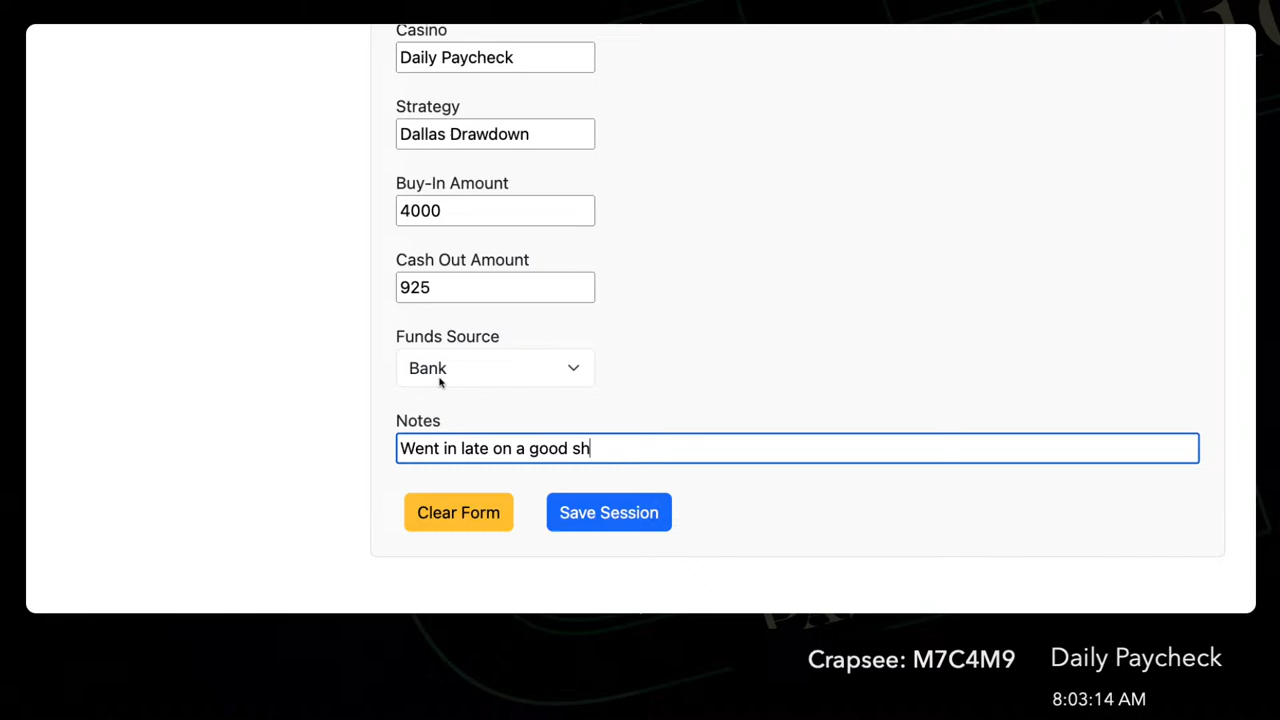 Casino
Daily Paycheck
Strategy
Dallas Drawdown
Buy-In Amount
4000
Cash Out Amount
925
Funds Source
Bank
Notes
Went in late on a good sh
Clear Form Save Session
Crapsee: M7C4M9 Daily Paycheck
8:03:14 AM